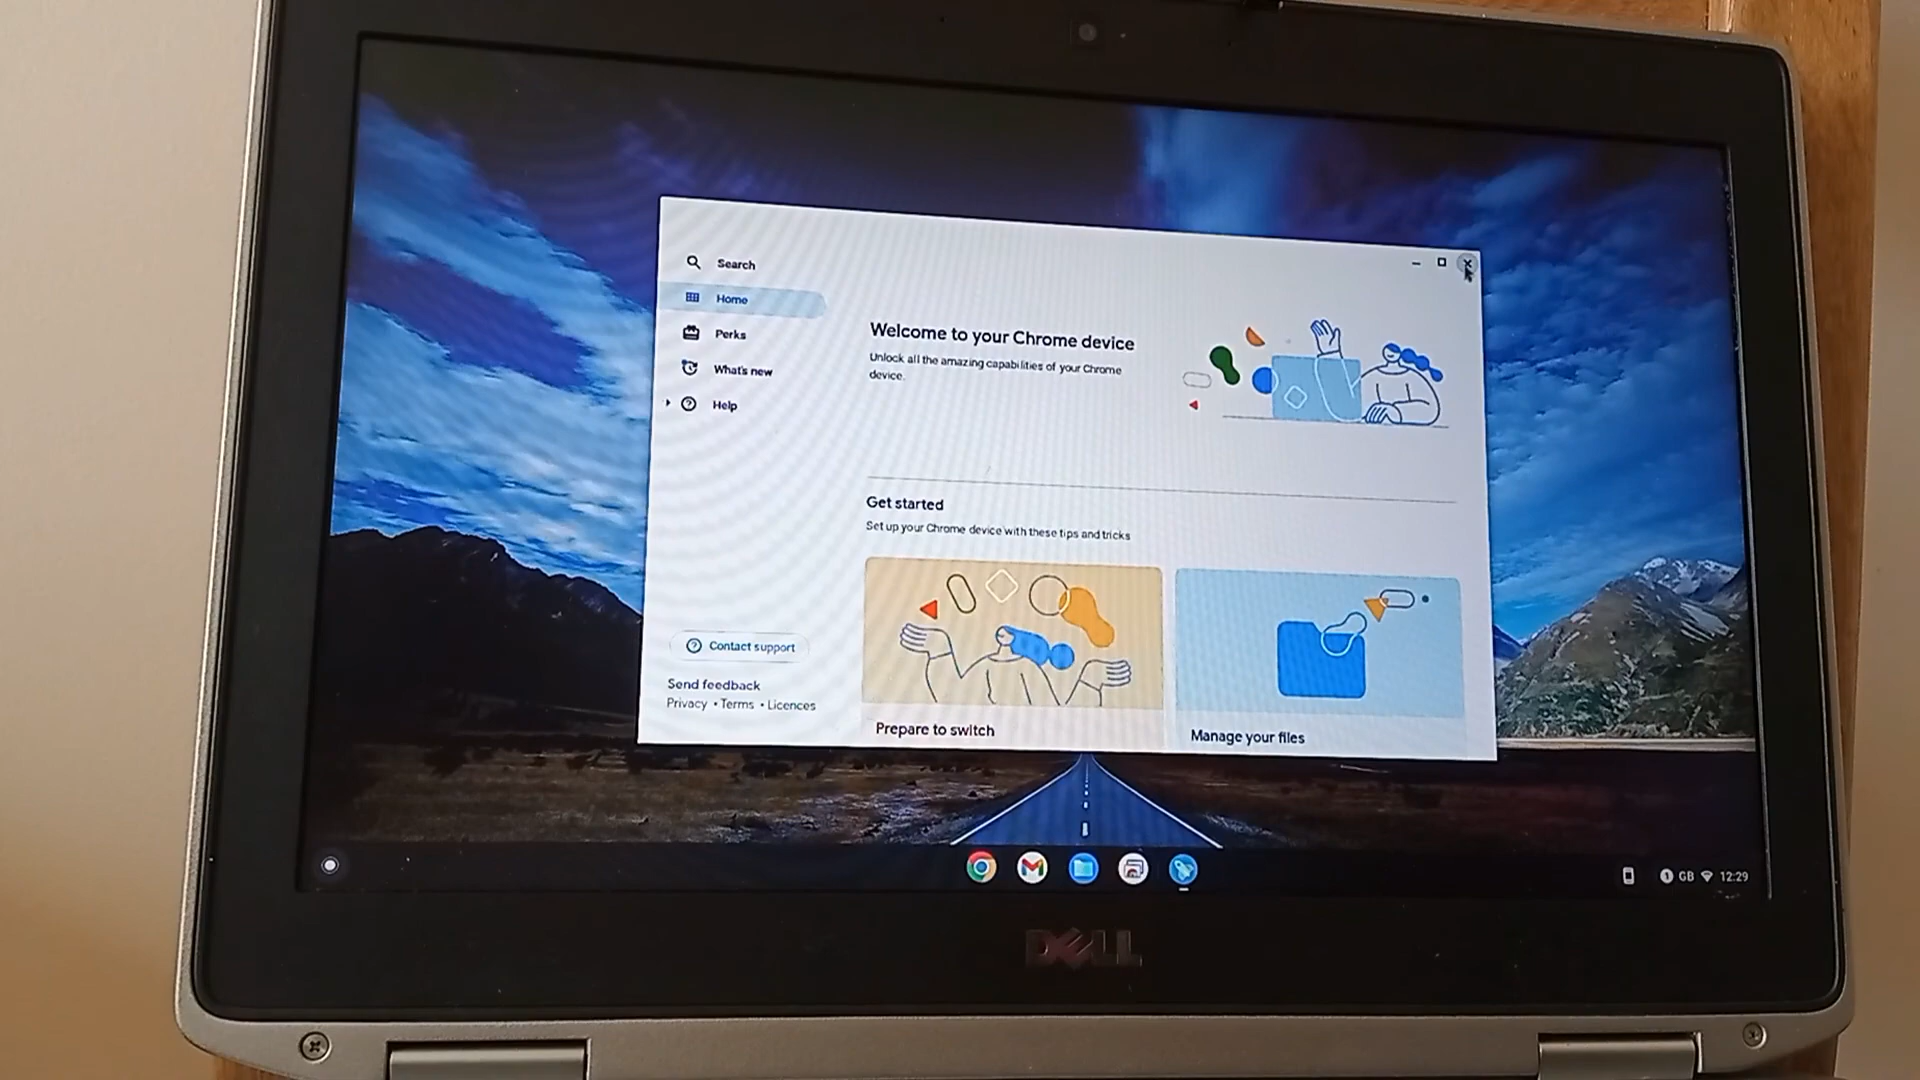 Search
Home
Perks
What's new
Help
Welcome to your Chrome device
Unlock all the amazing capabilities of your Chrome
device.
Get started
Set up your Chrome device with these tips and tricks
Prepare to switch
Manage your files
Contact support
Send feedback
Privacy • Terms • Licences
1 GB 12:29
DELL